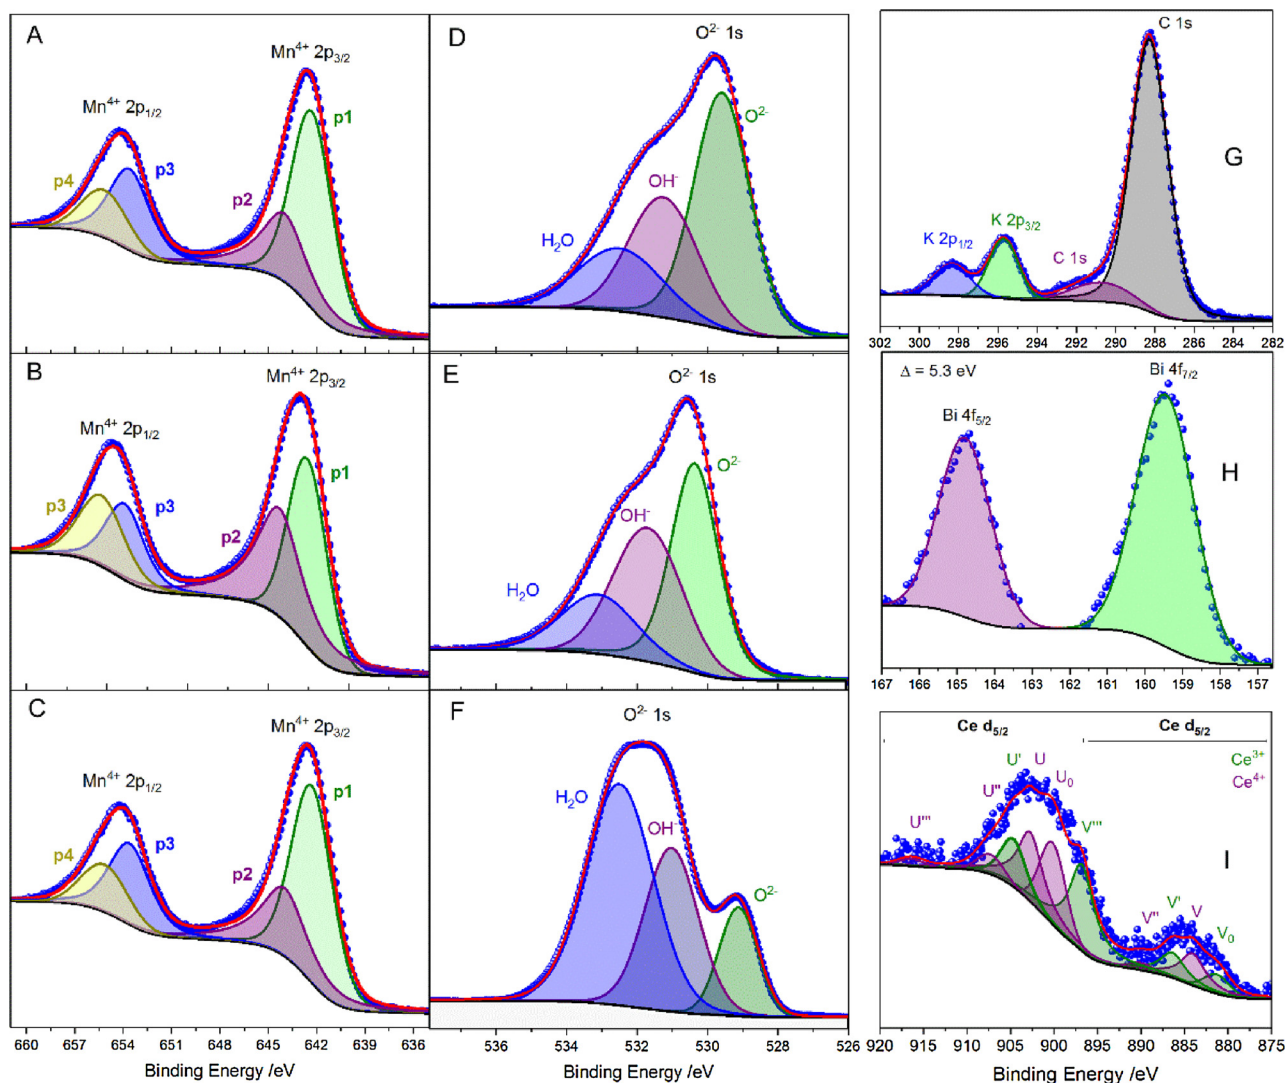 A
Mn⁴⁺ 2p₃/₂
Mn⁴⁺ 2p₁/₂
p1
p2
p3
p4
B
Mn⁴⁺ 2p₃/₂
Mn⁴⁺ 2p₁/₂
p1
p2
p3
p3
C
Mn⁴⁺ 2p₃/₂
Mn⁴⁺ 2p₁/₂
p1
p2
p3
p4
660 657 654 651 648 645 642 639 636
Binding Energy /eV
D
O²⁻ 1s
O²⁻
OH⁻
H₂O
E
O²⁻ 1s
O²⁻
OH⁻
H₂O
F
O²⁻ 1s
H₂O
OH⁻
O²⁻
536 534 532 530 528 526
Binding Energy /eV
C 1s
G
K 2p₃/₂
K 2p₁/₂
C 1s
302 300 298 296 294 292 290 288 286 284 282
Δ = 5.3 eV
Bi 4f₇/₂
Bi 4f₅/₂
H
167 166 165 164 163 162 161 160 159 158 157
Ce d₅/₂
Ce d₅/₂
Ce³⁺
Ce⁴⁺
U' U
U'' U₀
U''' V'''
I
V'' V' V
V₀
920 915 910 905 900 895 890 885 880 875
Binding Energy /eV